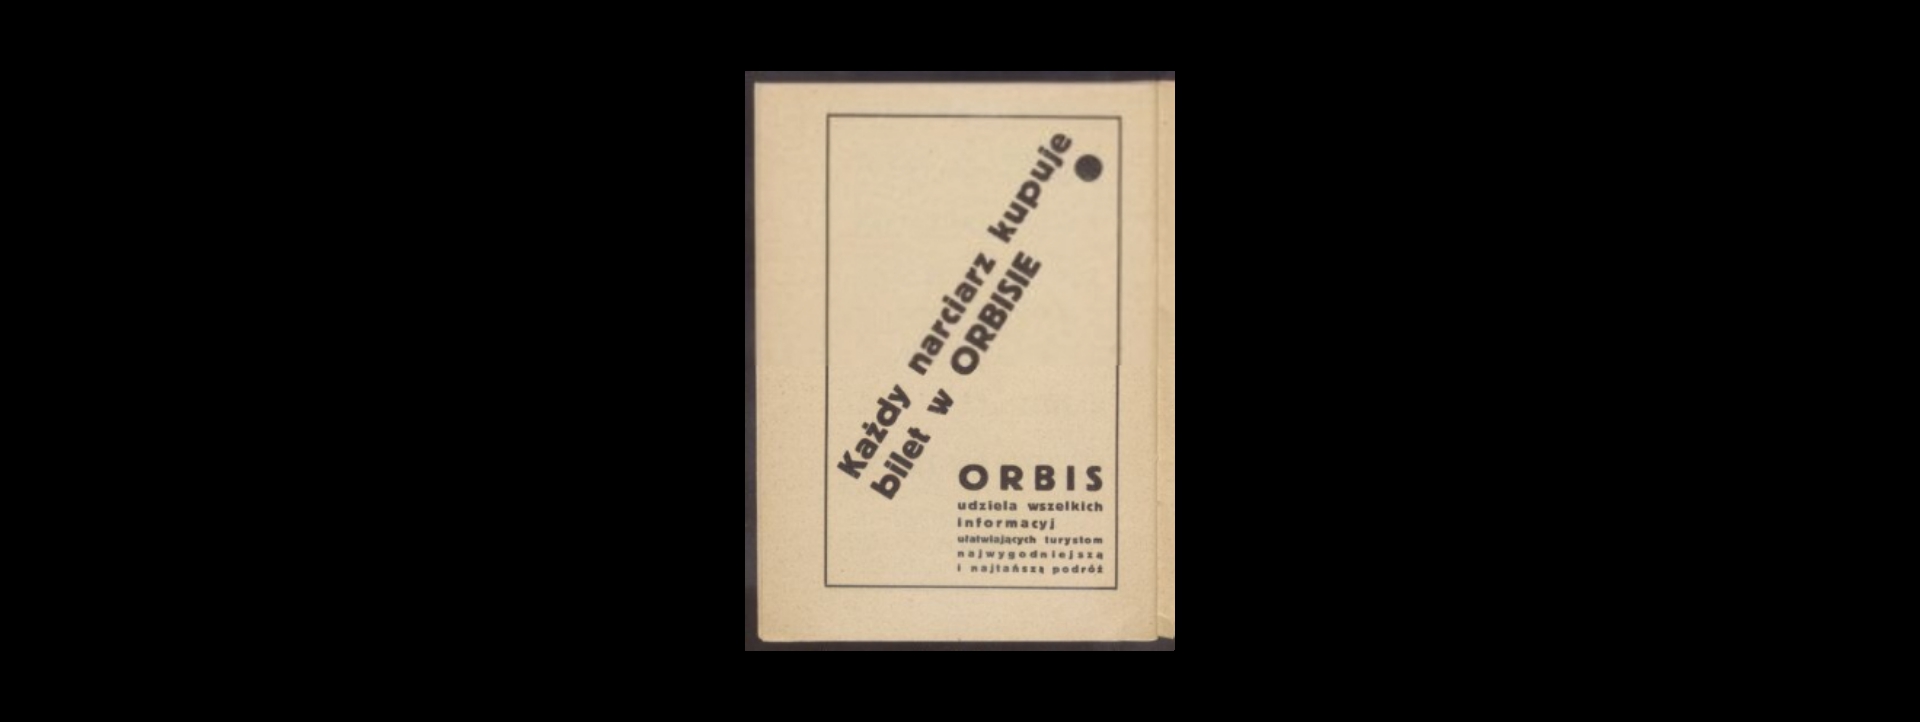 Każdy narciarz kupuje
bilet w ORBISIE
ORBIS
udziela wszelkich
informacyj
ułatwiających turystom
najwygodniejszą
i najtańszą podróż